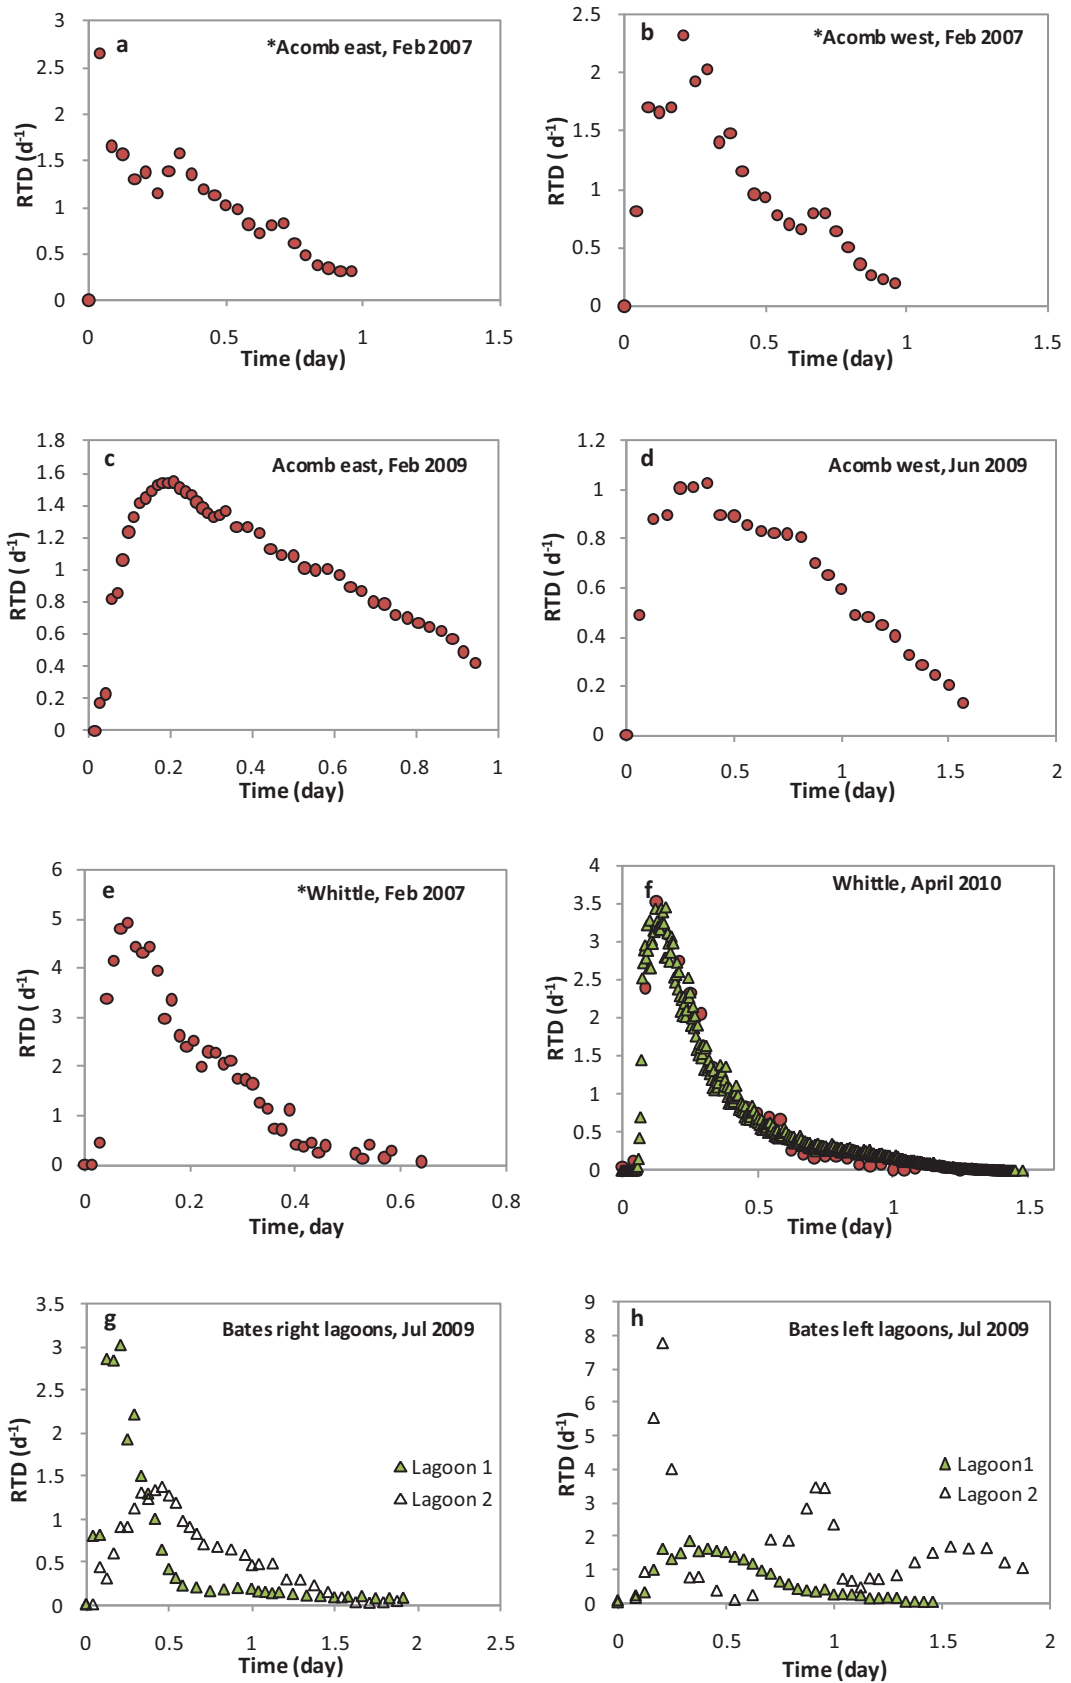 a
*Acomb east, Feb 2007
3
2.5
2
1.5
1
0.5
0
RTD (d-1)
0 0.5 1 1.5
Time (day)
b
*Acomb west, Feb 2007
2.5
2
1.5
1
0.5
0
RTD ( d-1)
0 0.5 1 1.5
Time (day)
c
Acomb east, Feb 2009
1.8
1.6
1.4
1.2
1
0.8
0.6
0.4
0.2
0
RTD ( d-1)
0 0.2 0.4 0.6 0.8 1
Time (day)
d
Acomb west, Jun 2009
1.2
1
0.8
0.6
0.4
0.2
0
RTD ( d-1)
0 0.5 1 1.5 2
Time (day)
e
*Whittle, Feb 2007
6
5
4
3
2
1
0
RTD ( d-1)
0 0.2 0.4 0.6 0.8
Time, day
f
Whittle, April 2010
4
3.5
3
2.5
2
1.5
1
0.5
0
RTD (d-1)
0 0.5 1 1.5
Time (day)
g
Bates right lagoons, Jul 2009
3.5
3
2.5
2
1.5
1
0.5
0
RTD (d-1)
Lagoon 1
Lagoon 2
0 0.5 1 1.5 2 2.5
Time (day)
h
Bates left lagoons, Jul 2009
9
8
7
6
5
4
3
2
1
0
RTD (d-1)
Lagoon1
Lagoon 2
0 0.5 1 1.5 2
Time (day)